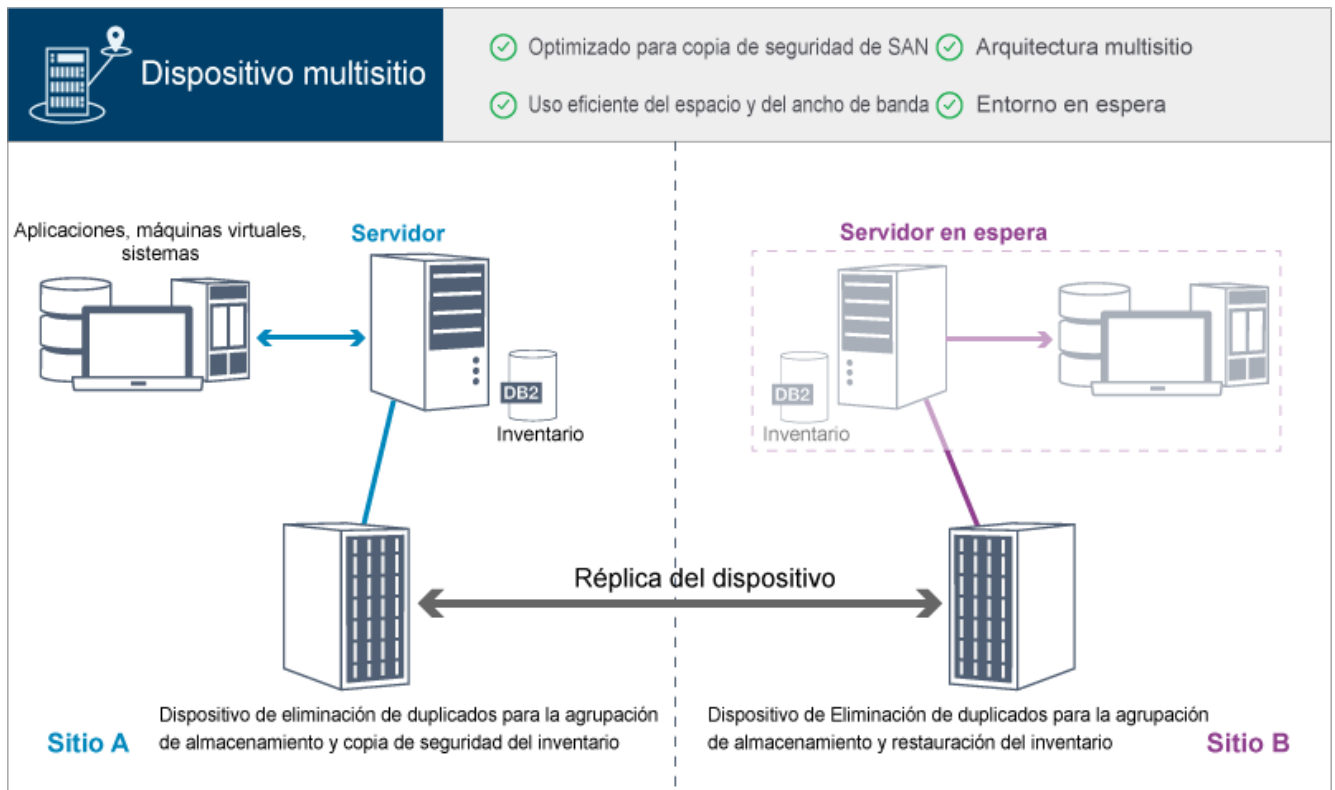 Dispositivo multisitio
Optimizado para copia de seguridad de SAN
Arquitectura multisitio
Uso eficiente del espacio y del ancho de banda
Entorno en espera
Aplicaciones, máquinas virtuales,
sistemas
Servidor
DB2
Inventario
Servidor en espera
DB2
Inventario
Réplica del dispositivo
Sitio A
Dispositivo de eliminación de duplicados para la agrupación
de almacenamiento y copia de seguridad del inventario
Dispositivo de Eliminación de duplicados para la agrupación
de almacenamiento y restauración del inventario
Sitio B